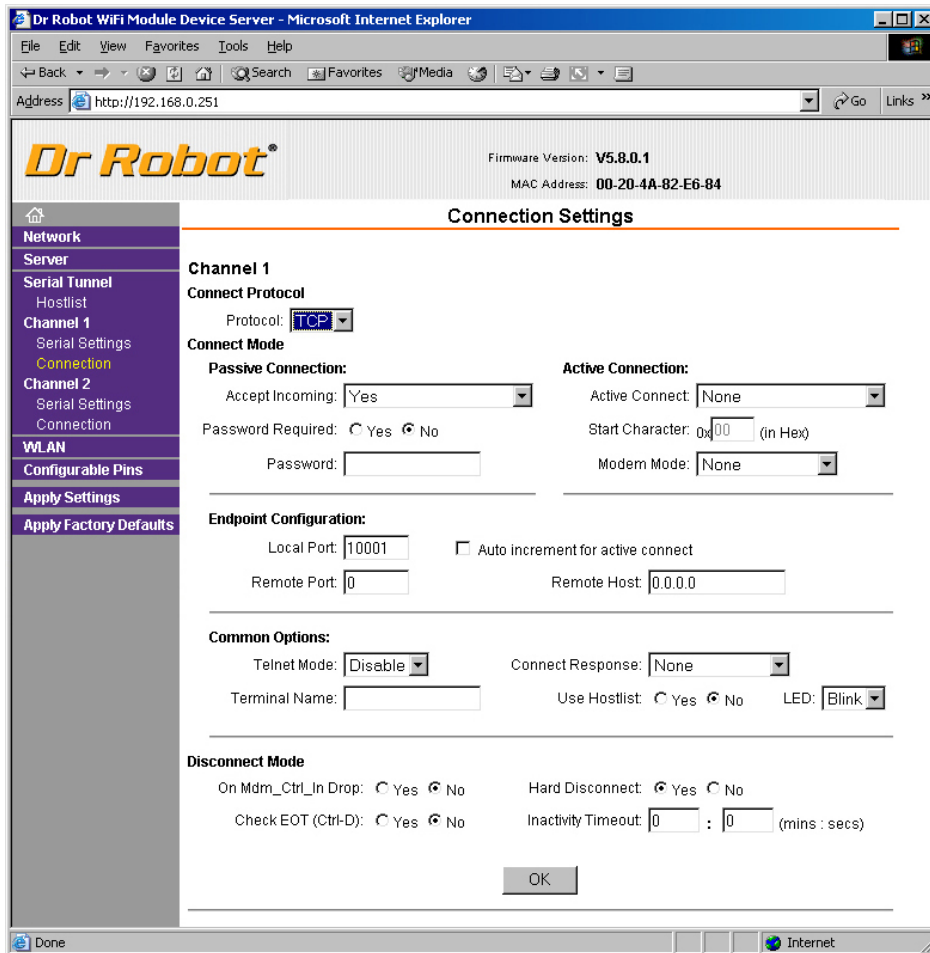 Dr Robot WiFi Module Device Server - Microsoft Internet Explorer
File Edit View Favorites Tools Help
Back Search Favorites Media
Address http://192.168.0.251 Go Links »
Dr Robot®
Firmware Version: V5.8.0.1
MAC Address: 00-20-4A-82-E6-84
Network
Server
Serial Tunnel
Hostlist
Channel 1
Serial Settings
Connection
Channel 2
Serial Settings
Connection
WLAN
Configurable Pins
Apply Settings
Apply Factory Defaults
Connection Settings
Channel 1
Connect Protocol
Protocol: TCP
Connect Mode
Passive Connection: Active Connection:
Accept Incoming: Yes Active Connect: None
Password Required: Yes No Start Character: 0x 00 (in Hex)
Password: Modem Mode: None
Endpoint Configuration:
Local Port: 10001 Auto increment for active connect
Remote Port: 0 Remote Host: 0.0.0.0
Common Options:
Telnet Mode: Disable Connect Response: None
Terminal Name: Use Hostlist: Yes No LED: Blink
Disconnect Mode
On Mdm_Ctrl_In Drop: Yes No Hard Disconnect: Yes No
Check EOT (Ctrl-D): Yes No Inactivity Timeout: 0 : 0 (mins : secs)
OK
Done Internet